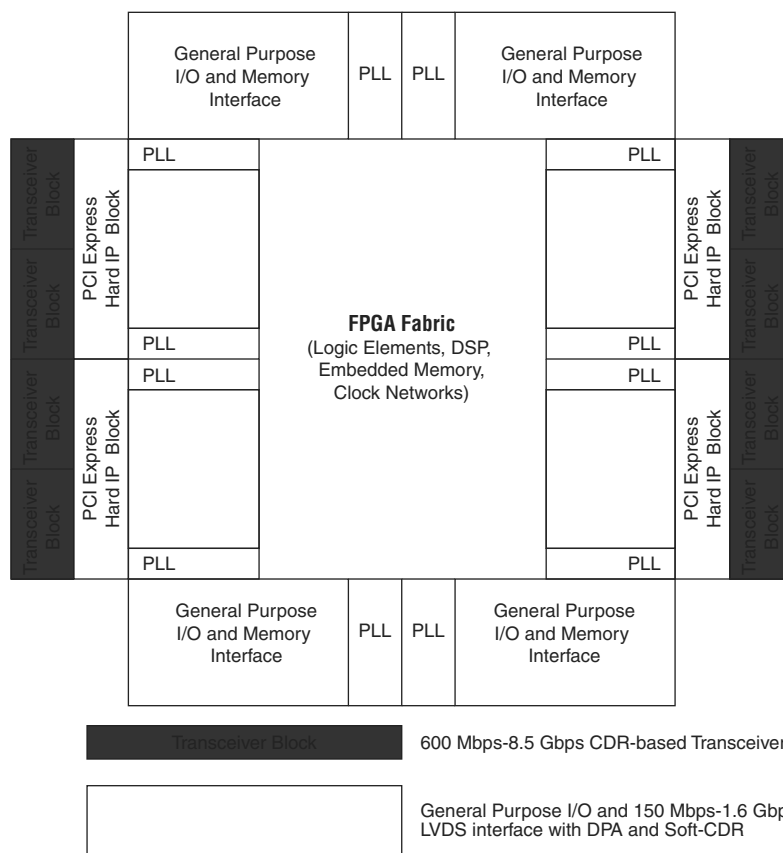 General Purpose
I/O and Memory
Interface
PLL
PLL
General Purpose
I/O and Memory
Interface
Transceiver
Block
Transceiver
Block
PCI Express
Hard IP Block
PLL
PLL
PLL
PLL
PCI Express
Hard IP Block
Transceiver
Block
Transceiver
Block
FPGA Fabric
(Logic Elements, DSP,
Embedded Memory,
Clock Networks)
Transceiver
Block
Transceiver
Block
PCI Express
Hard IP Block
PLL
PLL
PLL
PLL
PCI Express
Hard IP Block
Transceiver
Block
Transceiver
Block
General Purpose
I/O and Memory
Interface
PLL
PLL
General Purpose
I/O and Memory
Interface
Transceiver Block
600 Mbps-8.5 Gbps CDR-based Transceiver
General Purpose I/O and 150 Mbps-1.6 Gbp
LVDS interface with DPA and Soft-CDR